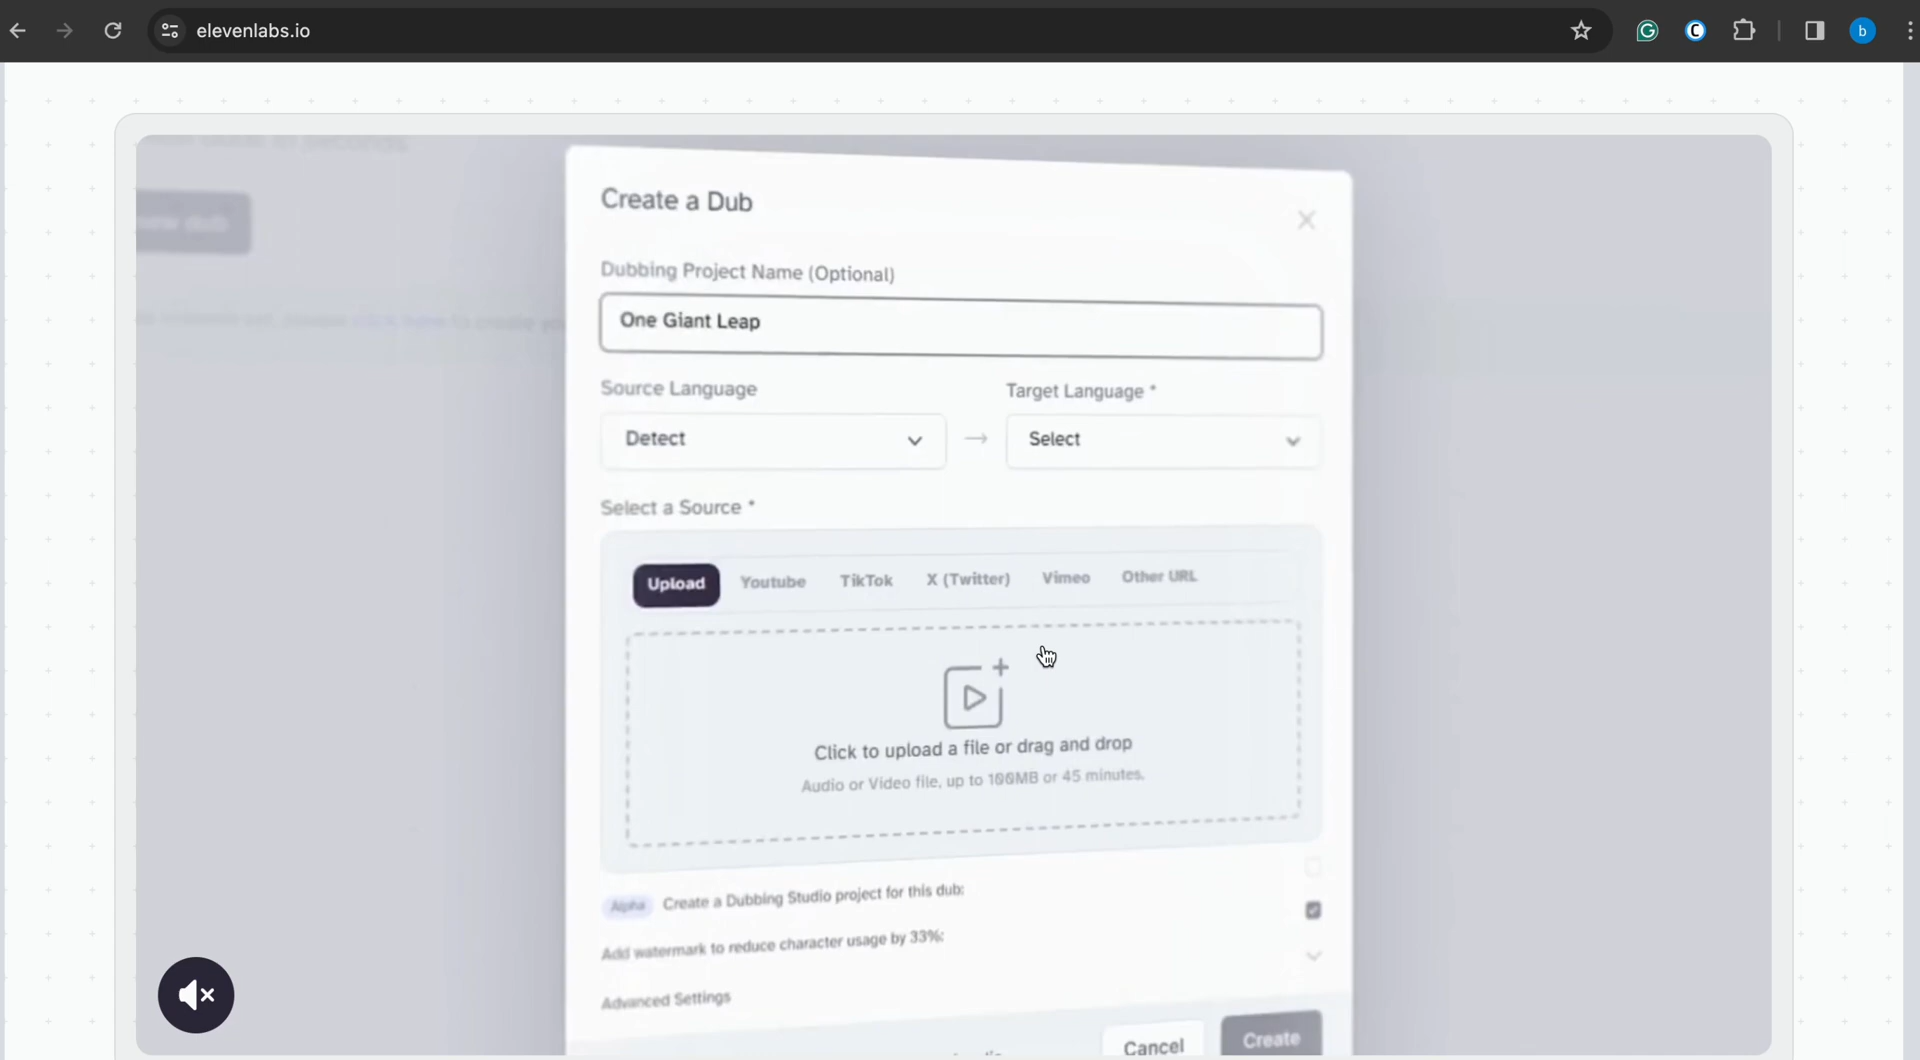 elevenlabs.io
b
Create a Dub
Dubbing Project Name (Optional)
One Giant Leap
Source Language
Target Language *
Detect
Select
Select a Source *
Upload
Youtube
TikTok
X (Twitter)
Vimeo
Other URL
Click to upload a file or drag and drop
Audio or Video file, up to 100MB or 45 minutes.
Alpha Create a Dubbing Studio project for this dub:
Add watermark to reduce character usage by 33%:
Advanced Settings
Cancel
Create